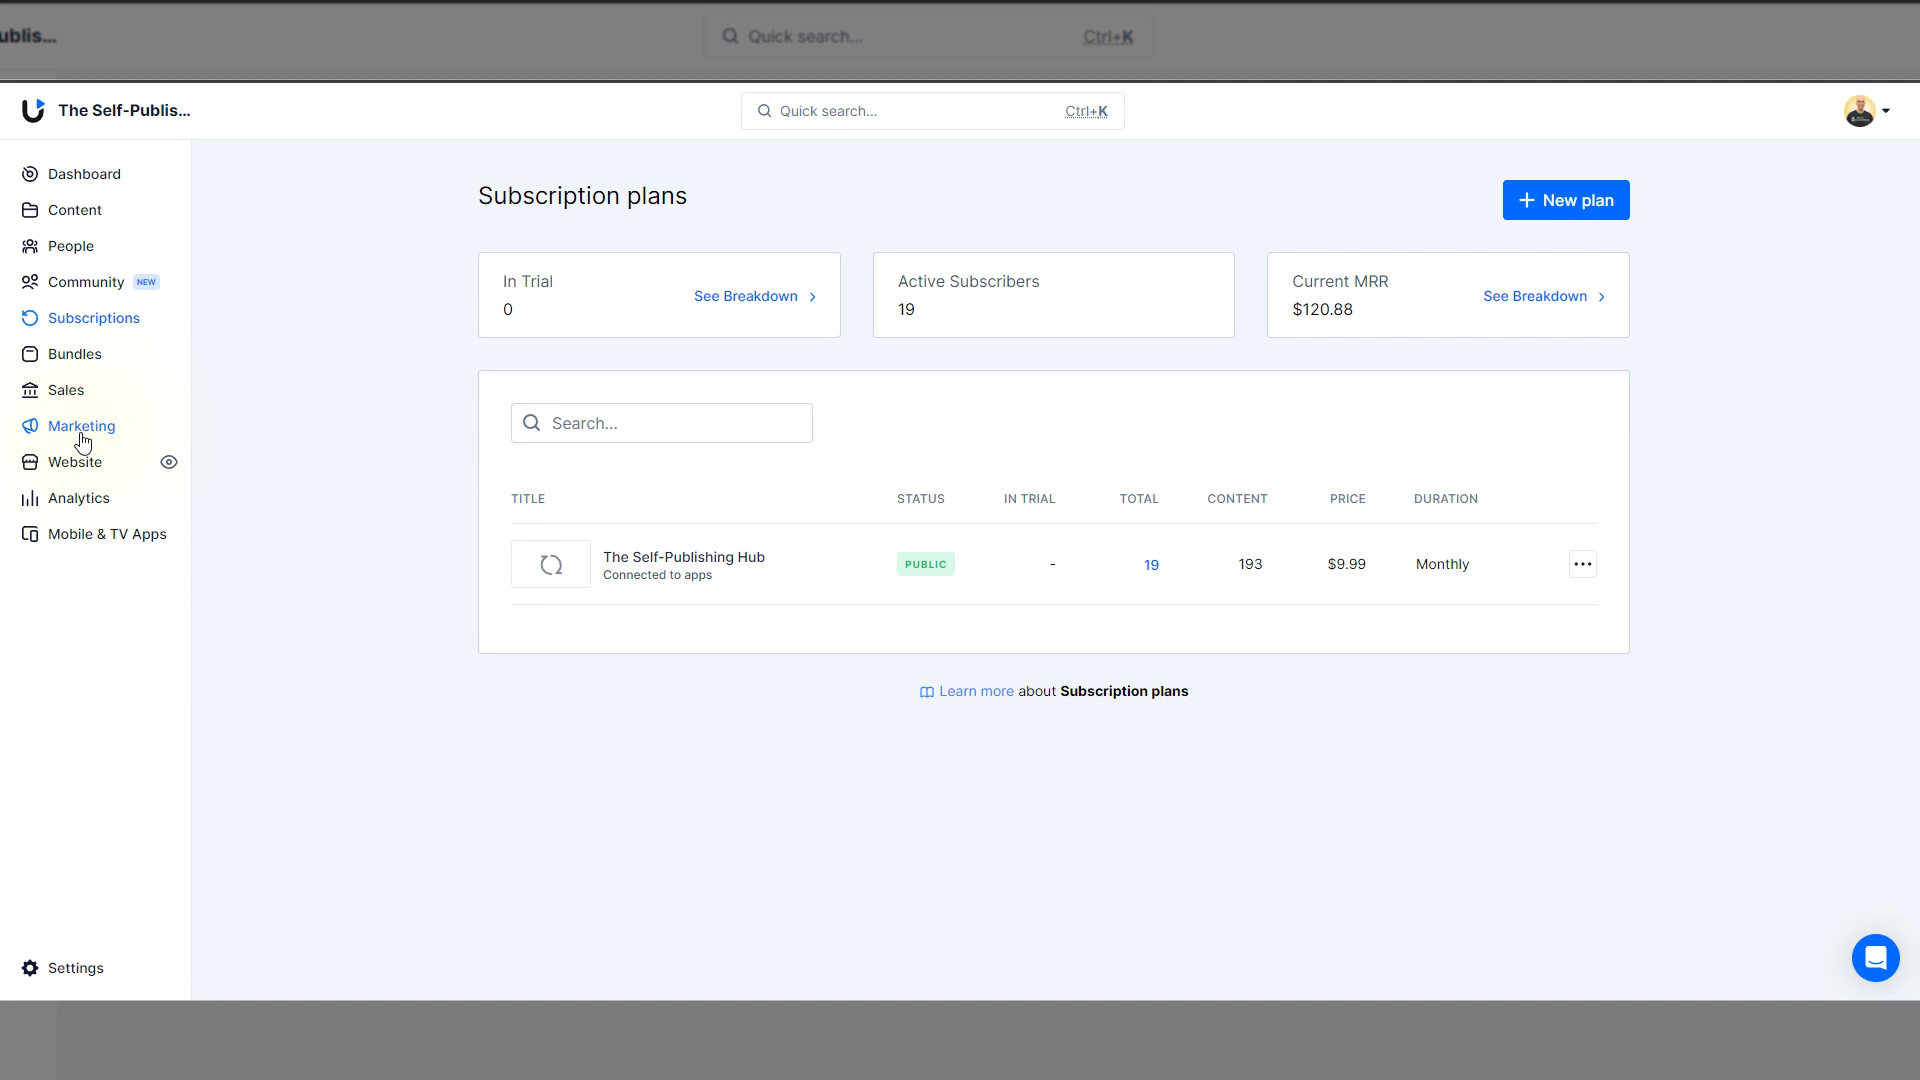 ublis...
Quick search... Ctrl+K
The Self-Publis...
Quick search... Ctrl+K
Dashboard
Content
People
Community NEW
Subscriptions
Bundles
Sales
Marketing
Website
Analytics
Mobile & TV Apps
Settings
Subscription plans
+ New plan
In Trial
0
See Breakdown >
Active Subscribers
19
Current MRR
$120.88
See Breakdown >
Search...
TITLE STATUS IN TRIAL TOTAL CONTENT PRICE DURATION
The Self-Publishing Hub
Connected to apps
PUBLIC - 19 193 $9.99 Monthly
Learn more about Subscription plans